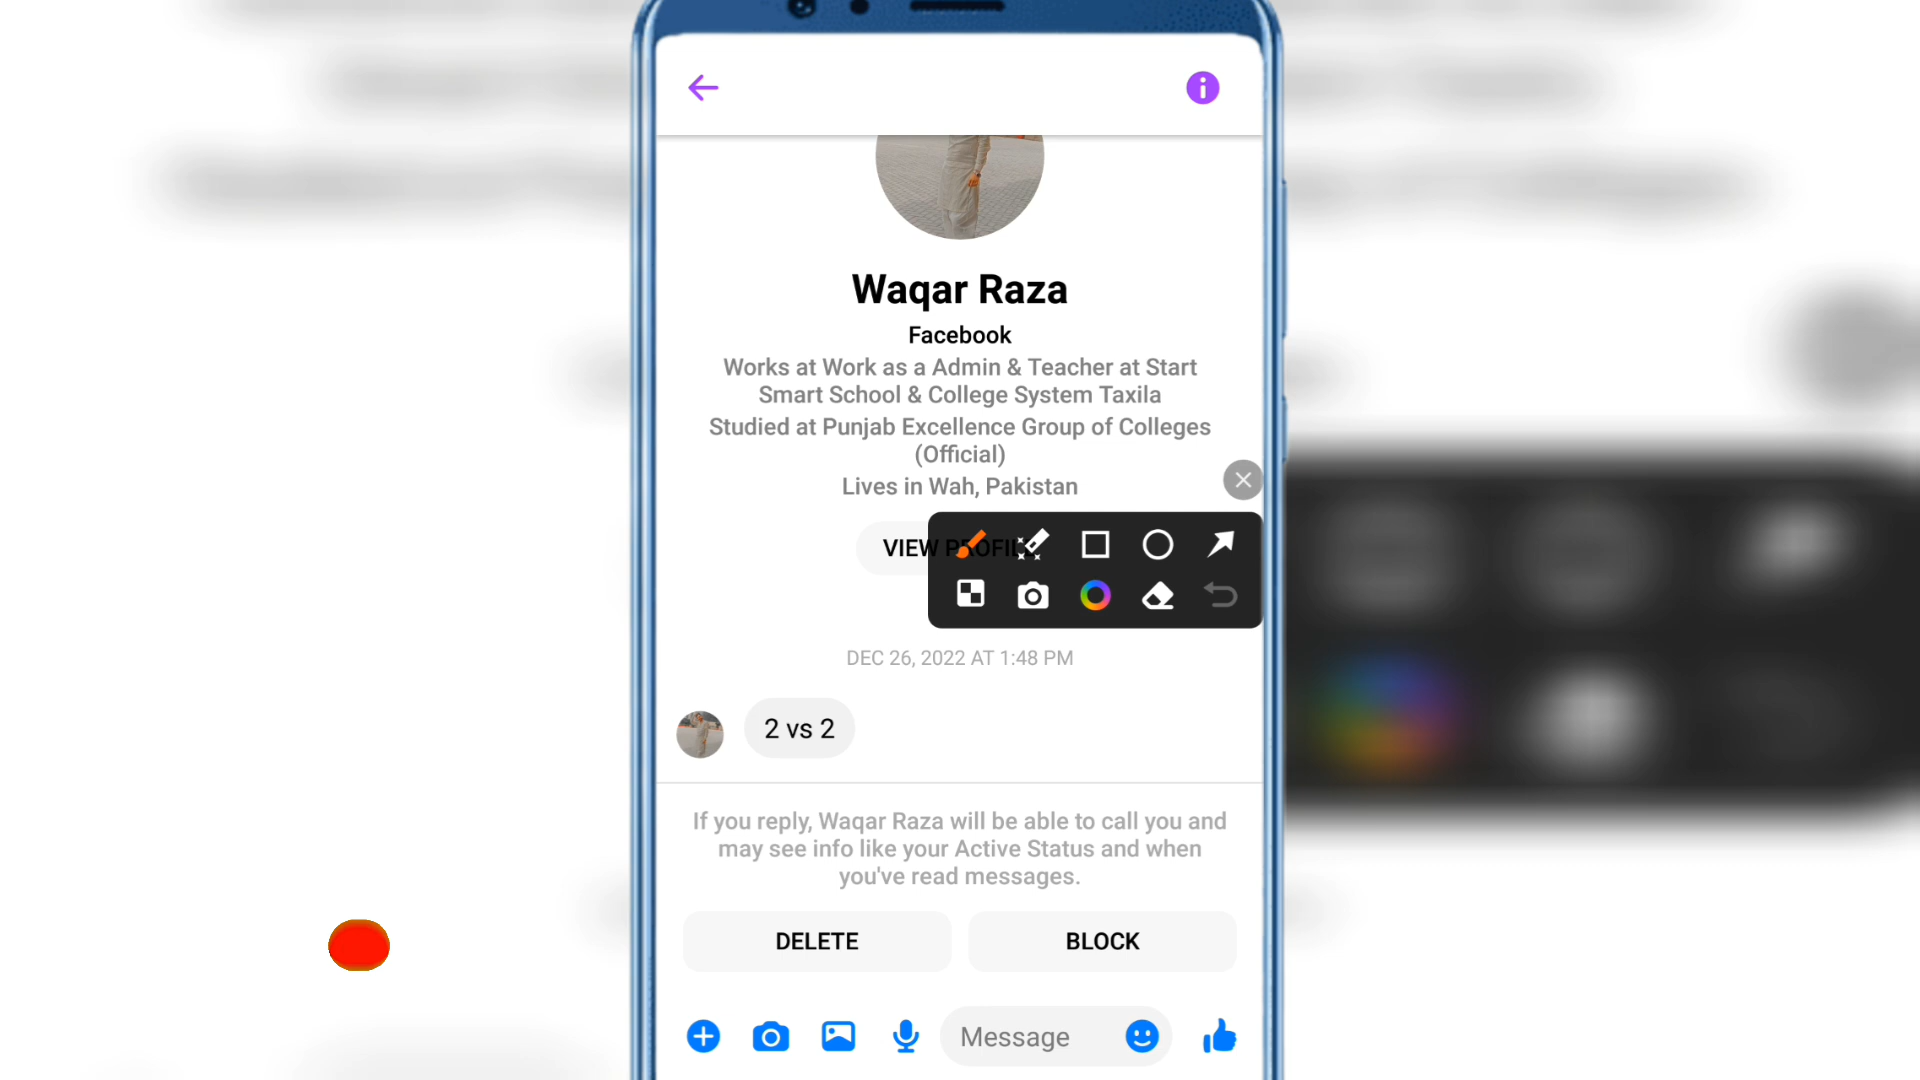 Waqar Raza
Facebook
Works at Work as a Admin & Teacher at Start
Smart School & College System Taxila
Studied at Punjab Excellence Group of Colleges
(Official)
Lives in Wah, Pakistan
VIEW PROFILE
DEC 26, 2022 AT 1:48 PM
2 vs 2
If you reply, Waqar Raza will be able to call you and
may see info like your Active Status and when
you've read messages.
DELETE
BLOCK
Message